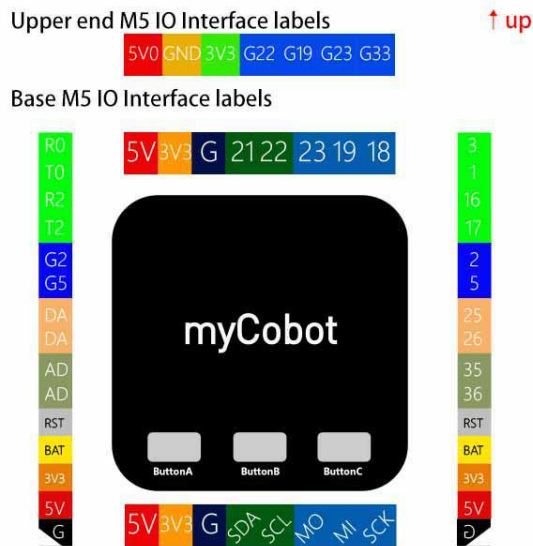 Upper end M5 IO Interface labels
↑ up
5V0 GND 3V3 G22 G19 G23 G33
Base M5 IO Interface labels
5V 3V3 G 21 22 23 19 18
R0
T0
R2
T2
G2
G5
DA
DA
AD
AD
RST
BAT
3V3
5V
G
myCobot
ButtonA ButtonB ButtonC
3
1
16
17
2
5
25
26
35
36
RST
BAT
3V3
5V
G
5V 3V3 G SDA SCL MO MI SCK